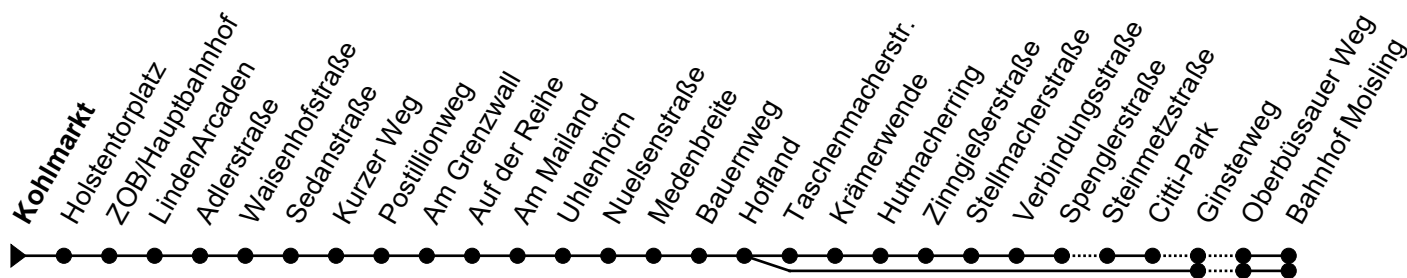 Kohlmarkt
Holstentorplatz
ZOB/Hauptbahnhof
LindenArcaden
Adlerstraße
Waisenhofstraße
Sedanstraße
Kurzer Weg
Postillionweg
Am Grenzwall
Auf der Reihe
Am Mailand
Uhlenhörn
Nuelsenstraße
Medenbreite
Bauernweg
Hofland
Taschenmacherstr.
Krämerwende
Hutmacherring
Zinngießerstraße
Stellmacherstraße
Verbindungsstraße
Spenglerstraße
Steinmetzstraße
Citti-Park
Ginsterweg
Oberbüssauer Weg
Bahnhof Moisling